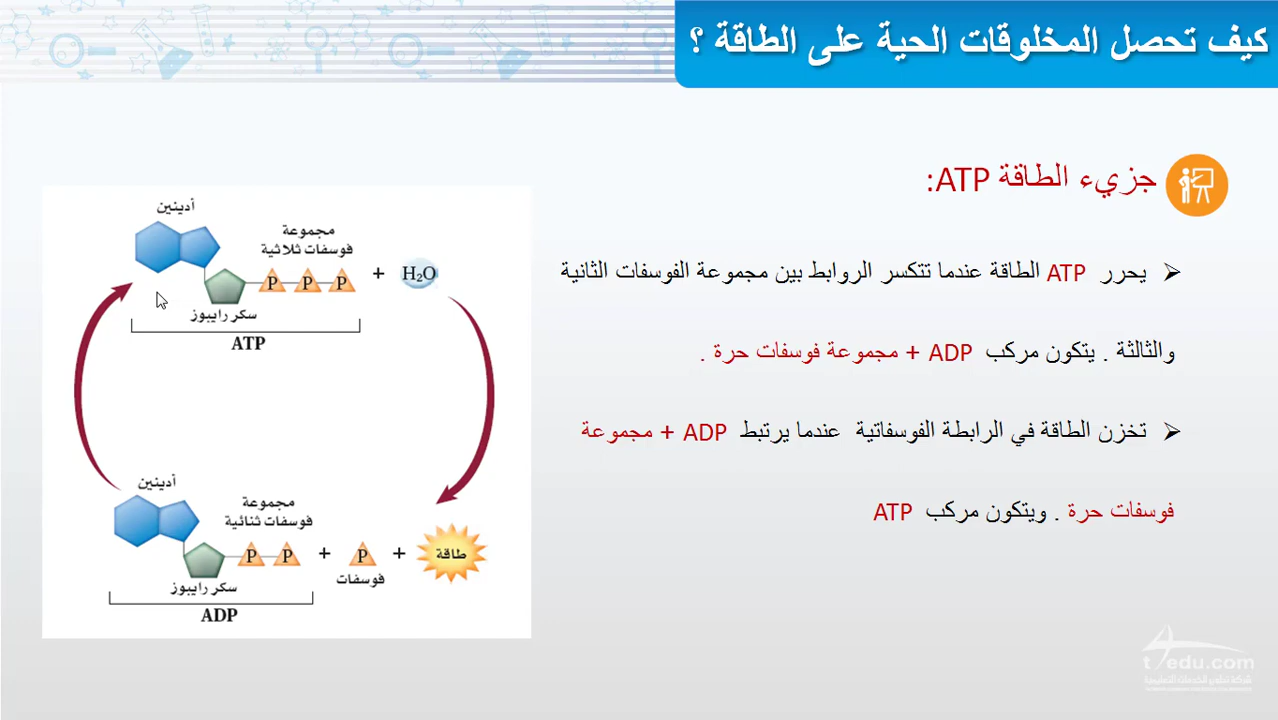 كيف تحصل المخلوقات الحية على الطاقة ؟
جزيء الطاقة ATP:
يحرر ATP الطاقة عندما تتكسر الروابط بين مجموعة الفوسفات الثانية
والثالثة . يتكون مركب ADP + مجموعة فوسفات حرة .
تخزن الطاقة في الرابطة الفوسفاتية عندما يرتبط ADP + مجموعة
فوسفات حرة . ويتكون مركب ATP
أدينين
مجموعة
فوسفات ثلاثية
P P P + H₂O
سكر رايبوز
ATP
أدينين
مجموعة
فوسفات ثنائية
P P + P + طاقة
فوسفات
سكر رايبوز
ADP
t4edu.com
شركة تطوير للخدمات التعليمية